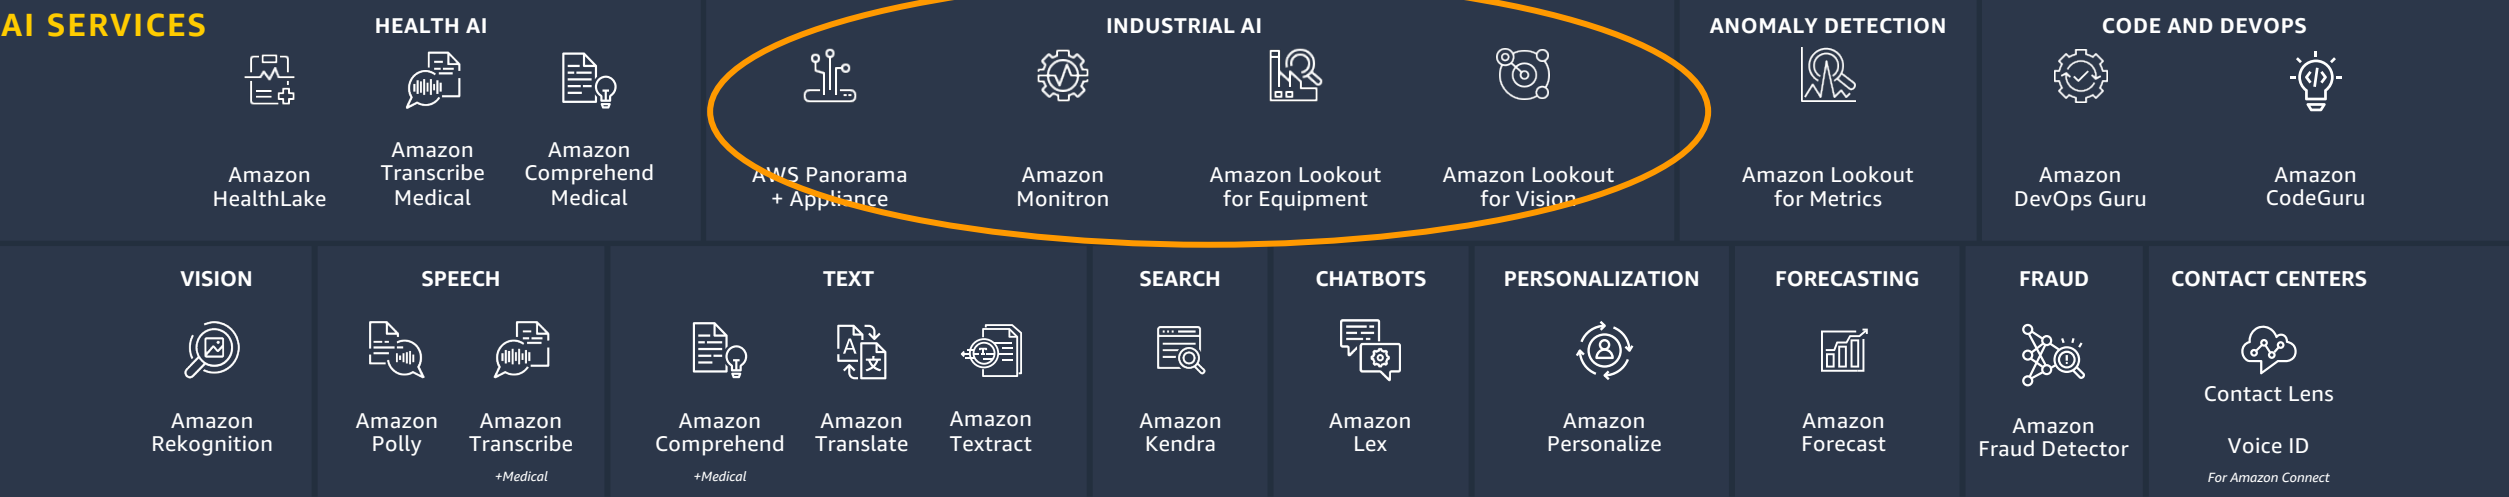 AI SERVICES
HEALTH AI
Amazon
HealthLake
Amazon
Transcribe
Medical
Amazon
Comprehend
Medical
INDUSTRIAL AI
AWS Panorama
+ Appliance
Amazon
Monitron
Amazon Lookout
for Equipment
Amazon Lookout
for Vision
ANOMALY DETECTION
Amazon Lookout
for Metrics
CODE AND DEVOPS
Amazon
DevOps Guru
Amazon
CodeGuru
VISION
Amazon
Rekognition
SPEECH
Amazon
Polly
Amazon
Transcribe
+Medical
TEXT
Amazon
Comprehend
+Medical
Amazon
Translate
Amazon
Textract
SEARCH
Amazon
Kendra
CHATBOTS
Amazon
Lex
PERSONALIZATION
Amazon
Personalize
FORECASTING
Amazon
Forecast
FRAUD
Amazon
Fraud Detector
CONTACT CENTERS
Contact Lens
Voice ID
For Amazon Connect